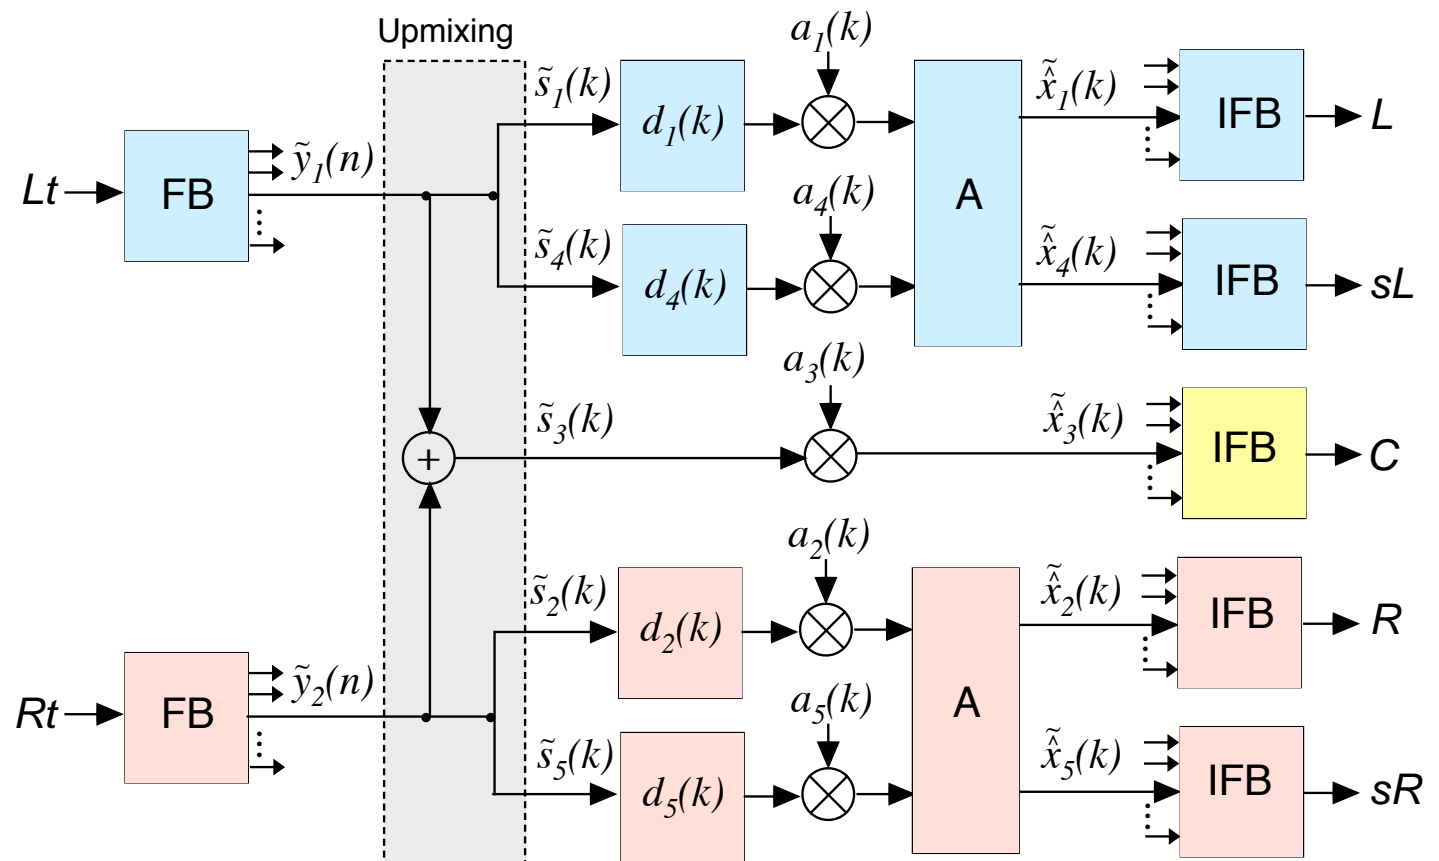 Upmixing
a₁(k)
s̃₁(k)
d₁(k)
x̃̂₁(k)
IFB
L
Lt
FB
ỹ₁(n)
A
a₄(k)
s̃₄(k)
d₄(k)
x̃̂₄(k)
IFB
sL
a₃(k)
+
s̃₃(k)
x̃̂₃(k)
IFB
C
a₂(k)
s̃₂(k)
d₂(k)
x̃̂₂(k)
IFB
R
Rt
FB
ỹ₂(n)
A
a₅(k)
s̃₅(k)
d₅(k)
x̃̂₅(k)
IFB
sR